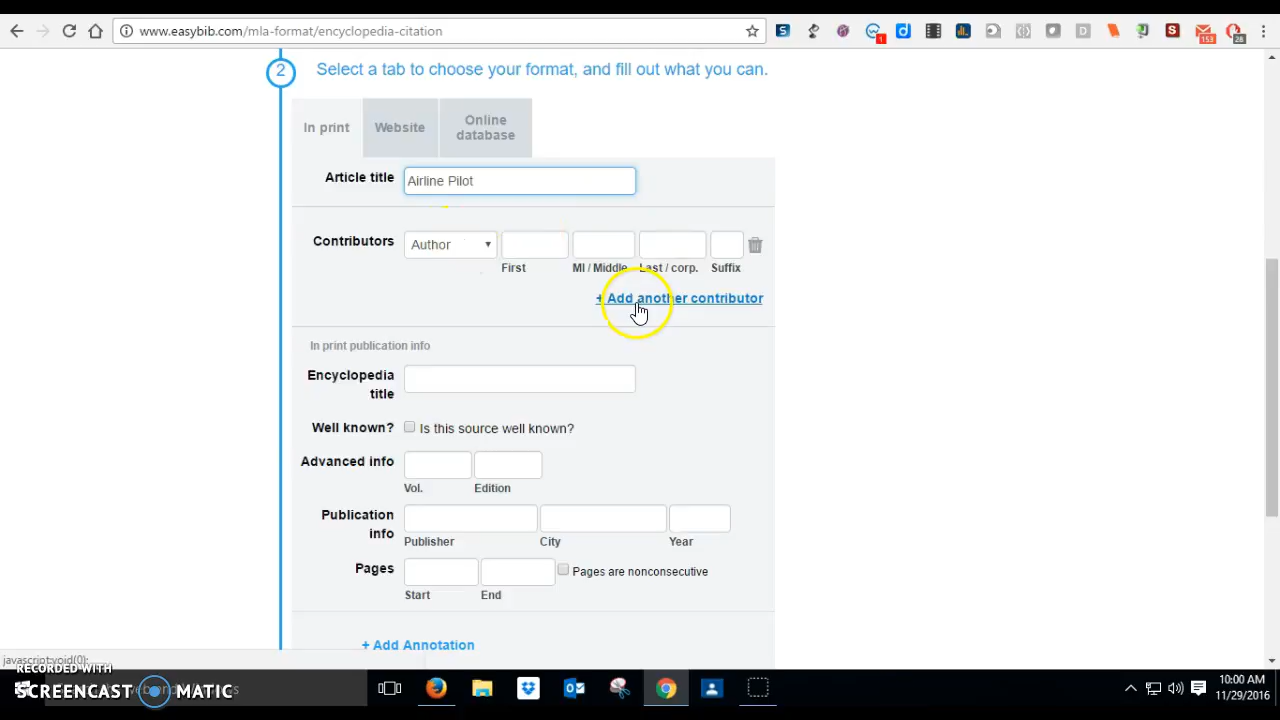 www.easybib.com/mla-format/encyclopedia-citation
1
153
28
2 Select a tab to choose your format, and fill out what you can.
In print
Website
Online
database
Article title Airline Pilot
Contributors Author
First MI / Middle Last / corp. Suffix
+ Add another contributor
In print publication info
Encyclopedia
title
Well known? Is this source well known?
Advanced info
Vol. Edition
Publication
info
Publisher City Year
Pages Pages are nonconsecutive
Start End
+ Add Annotation
javascript:void(0);
RECORDED WITH
SCREENCAST MATIC
10:00 AM
11/29/2016